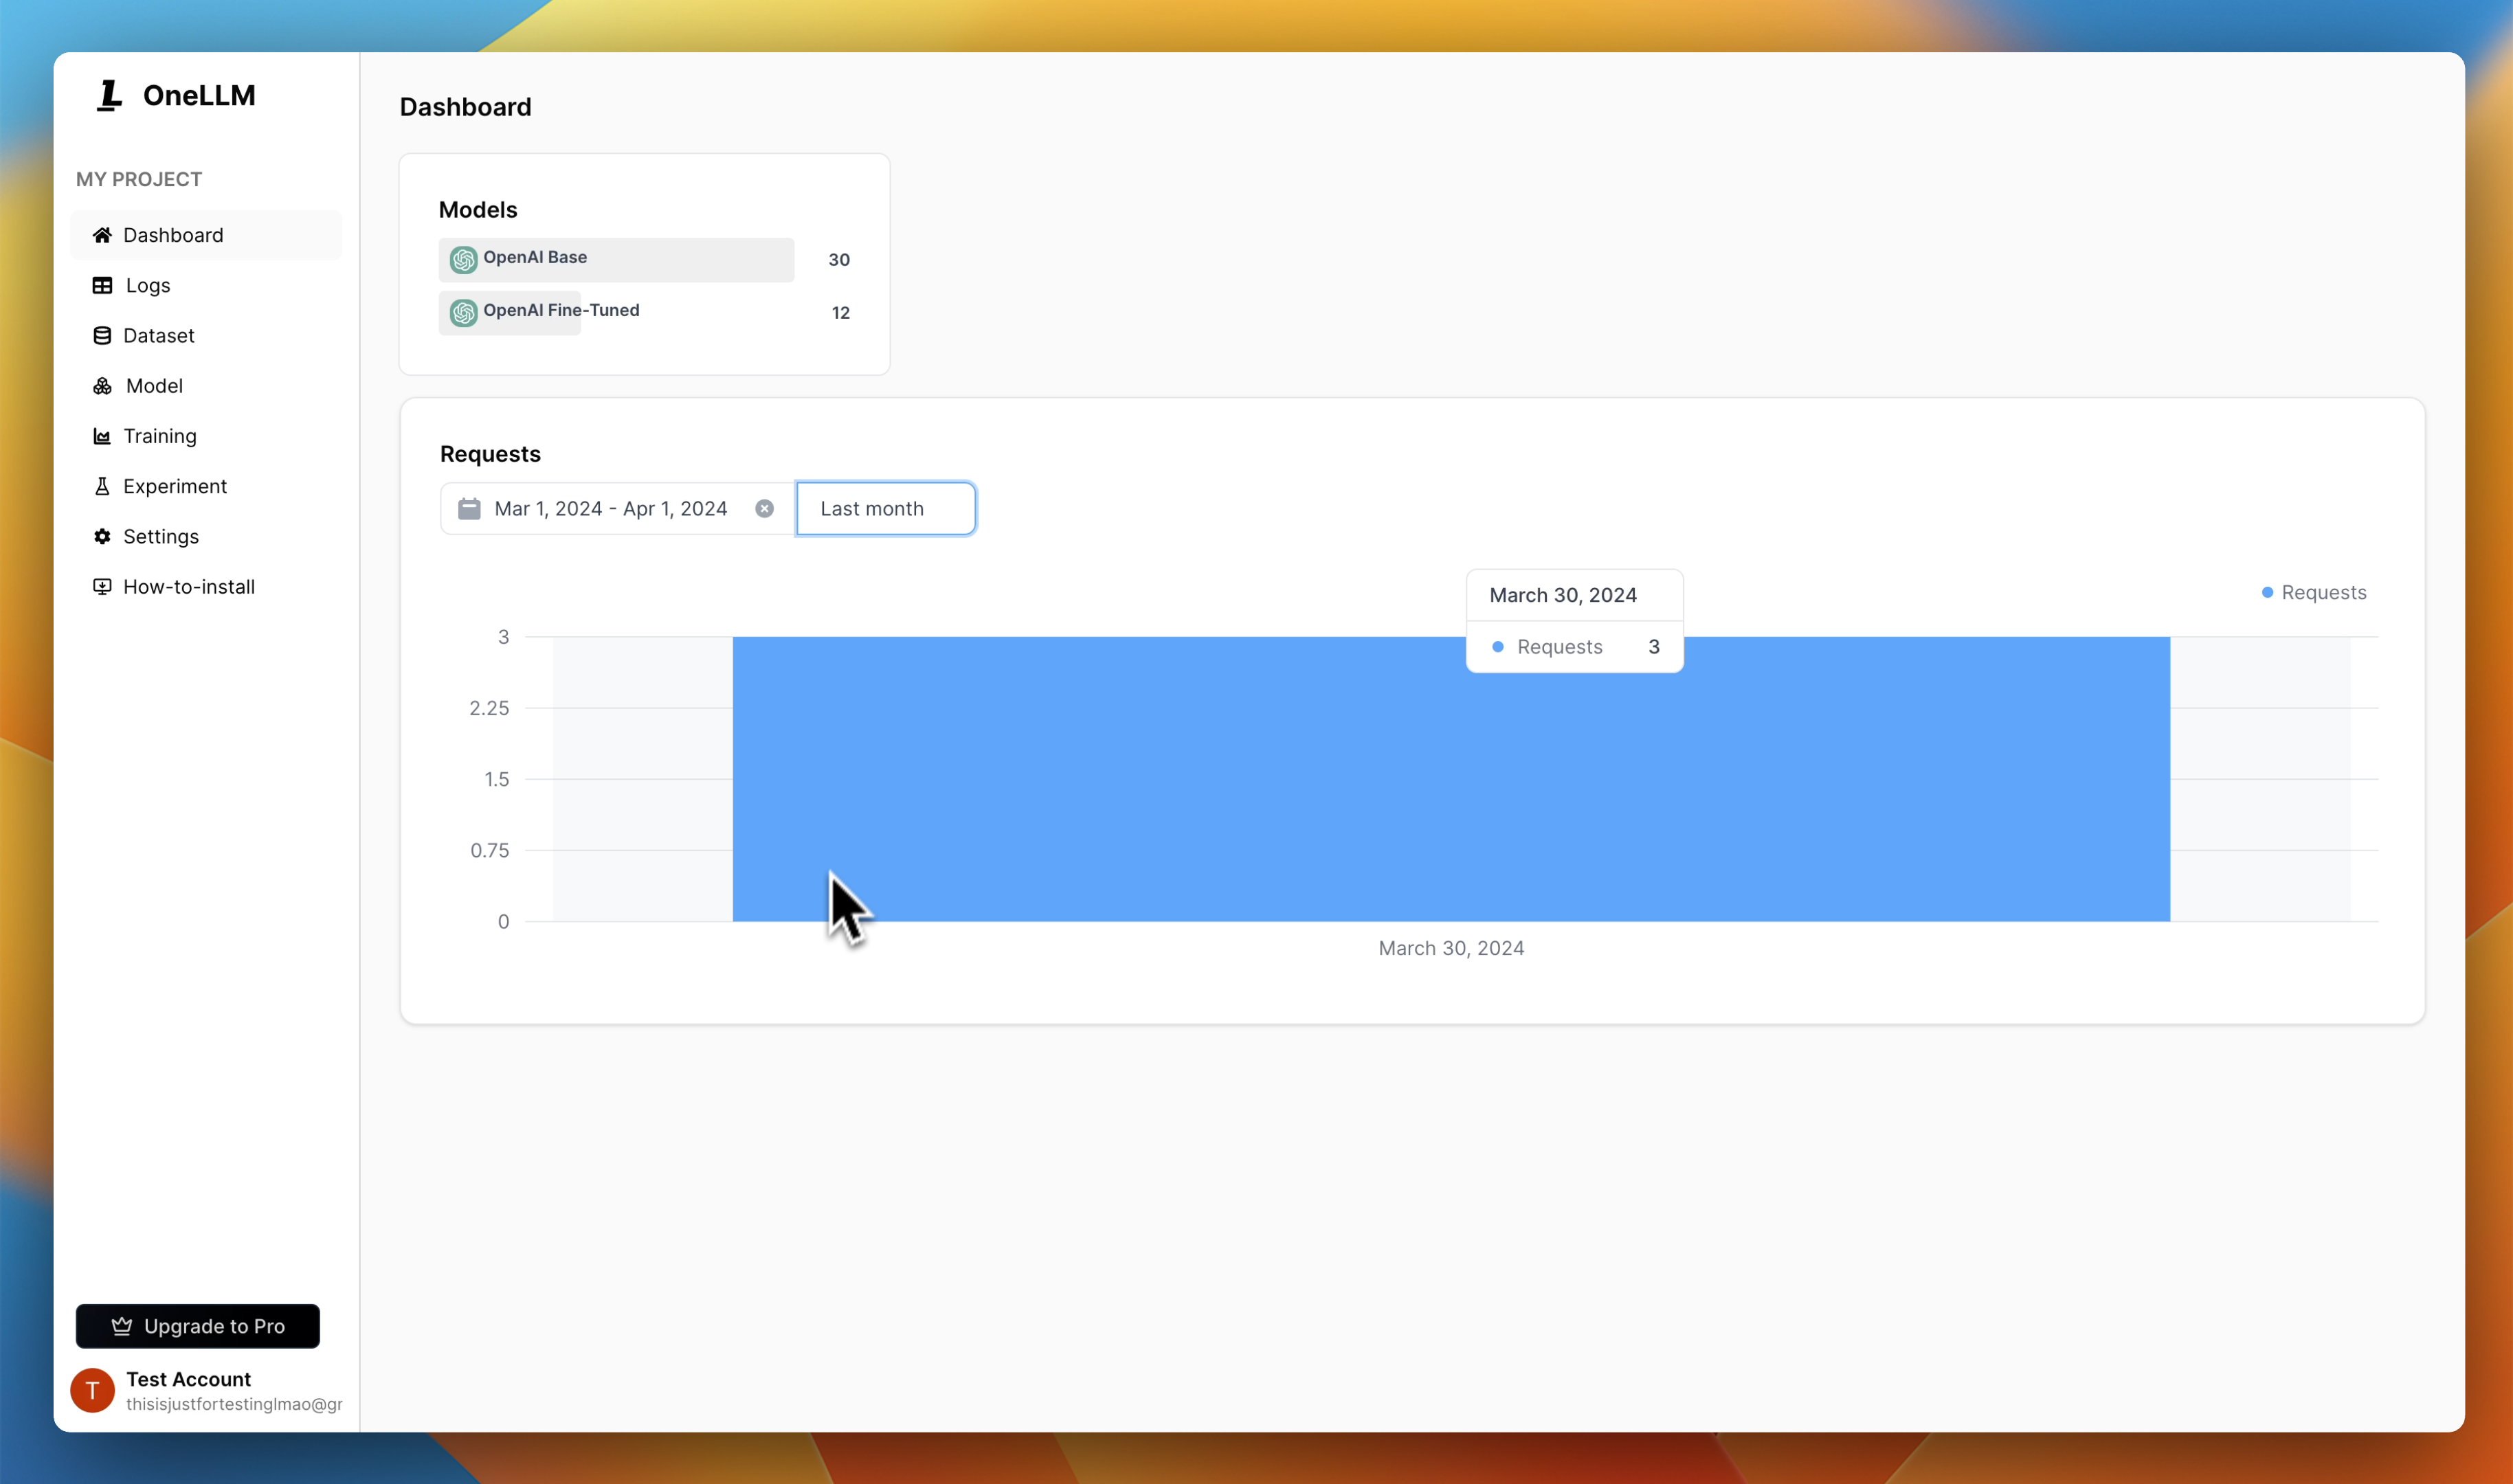 OneLLM
MY PROJECT
Dashboard
Logs
Dataset
Model
Training
Experiment
Settings
How-to-install
Upgrade to Pro
T
Test Account
thisisjustfortestinglmao@gr
Dashboard
Models
OpenAI Base 30
OpenAI Fine-Tuned 12
Requests
Mar 1, 2024 - Apr 1, 2024 Last month
Requests
March 30, 2024
Requests 3
3
2.25
1.5
0.75
0
March 30, 2024